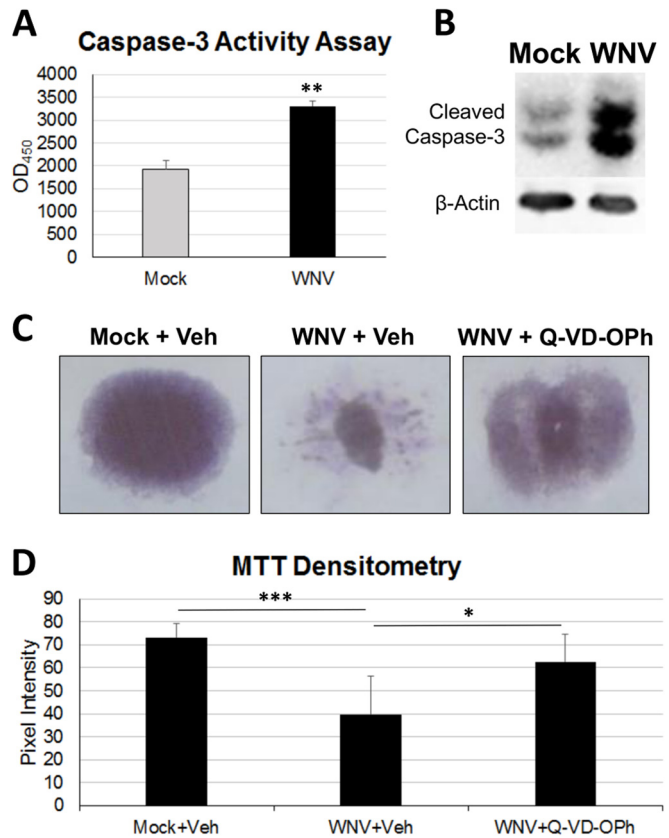 A
Caspase-3 Activity Assay
4000
3500
3000
2500
2000
1500
1000
500
0
OD450
**
Mock
WNV
B
Mock WNV
Cleaved
Caspase-3
β-Actin
C
Mock + Veh
WNV + Veh
WNV + Q-VD-OPh
D
MTT Densitometry
90
80
70
60
50
40
30
20
10
0
Pixel Intensity
***
*
Mock+Veh
WNV+Veh
WNV+Q-VD-OPh